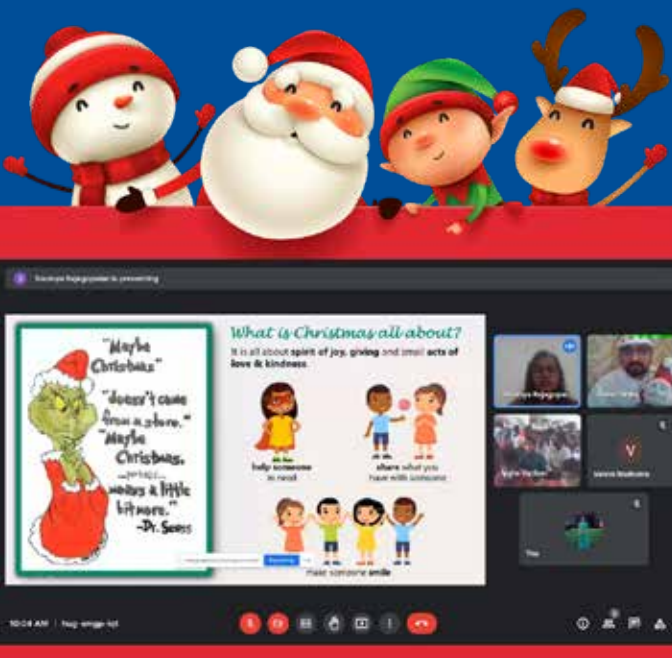 is presenting
"Maybe
Christmas"
"doesn't come
from a store."
"Maybe
Christmas,
means a little
bit more."
-Dr. Seuss
What is Christmas all about?
It is all about spirit of joy, giving and small acts of
love & kindness.
help someone
in need
share what you
have with someone
make someone smile
V
You
10:04 AM